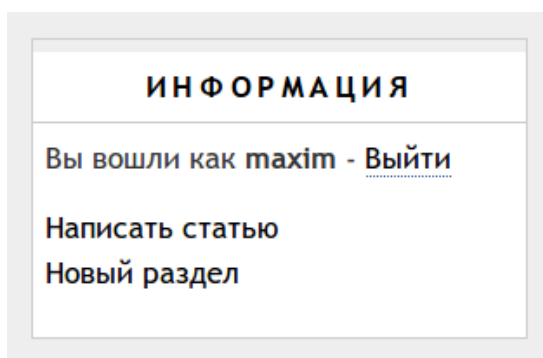 ИНФОРМАЦИЯ
Вы вошли как maxim - Выйти
Написать статью
Новый раздел